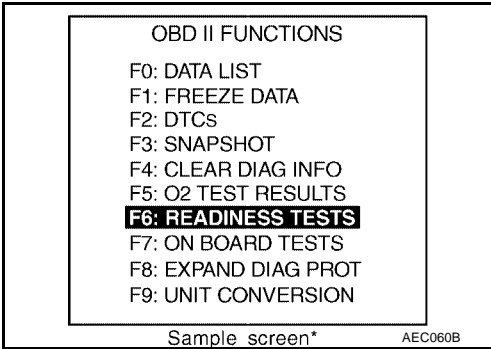 OBD II FUNCTIONS
F0: DATA LIST
F1: FREEZE DATA
F2: DTCs
F3: SNAPSHOT
F4: CLEAR DIAG INFO
F5: O2 TEST RESULTS
F6: READINESS TESTS
F7: ON BOARD TESTS
F8: EXPAND DIAG PROT
F9: UNIT CONVERSION
Sample screen* AEC060B